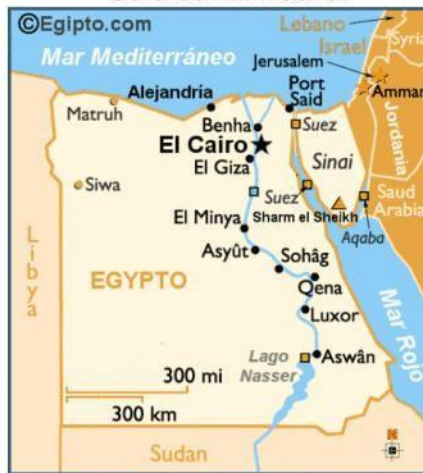 ©Egipto.com
Mar Mediterráneo
Lebano
Israel
Syria
Jerusalem
Amman
Jordania
Alejandría
Port
Said
Matruh
Benha
Suez
El Cairo
El Giza
Sinai
Siwa
Suez
Saud
Arabia
Sharm el Sheikh
Aqaba
El Minya
Asyût
Sohâg
Libya
EGYPTO
Qena
Luxor
Mar Rojo
Lago
Nasser
Aswân
300 mi
300 km
Sudan
N